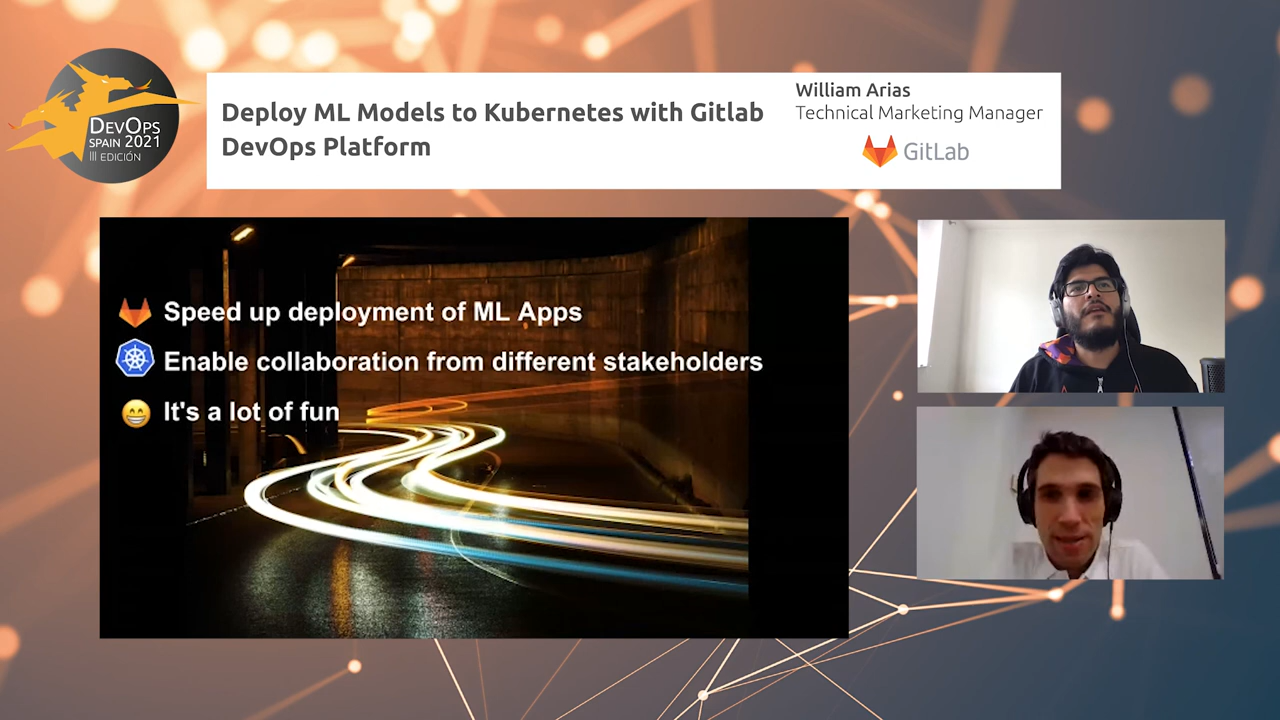 DevOps
SPAIN 2021
III EDICIÓN
Deploy ML Models to Kubernetes with Gitlab
DevOps Platform
William Arias
Technical Marketing Manager
GitLab
Speed up deployment of ML Apps
Enable collaboration from different stakeholders
It's a lot of fun